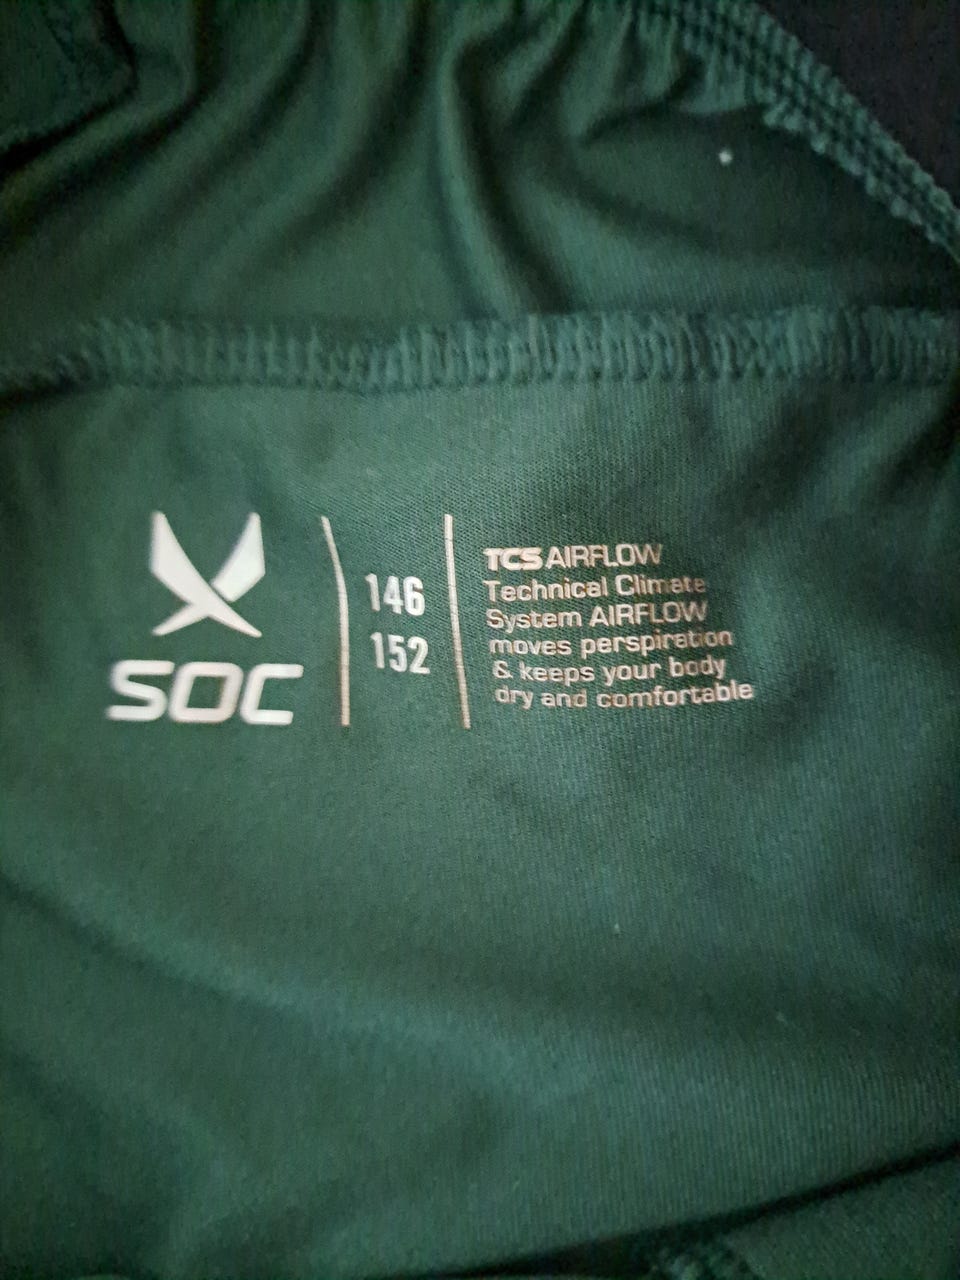 SOC
146
152
TCS AIRFLOW
Technical Climate
System AIRFLOW
moves perspiration
& keeps your body
dry and comfortable